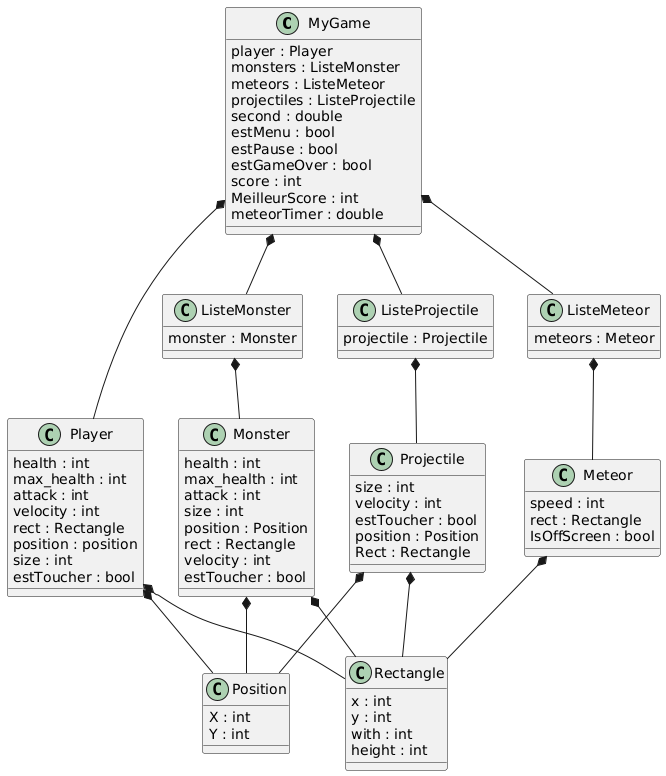 C MyGame
player : Player
monsters : ListeMonster
meteors : ListeMeteor
projectiles : ListeProjectile
second : double
estMenu : bool
estPause : bool
estGameOver : bool
score : int
MeilleurScore : int
meteorTimer : double
C ListeMonster
monster : Monster
C ListeProjectile
projectile : Projectile
C ListeMeteor
meteors : Meteor
C Player
health : int
max_health : int
attack : int
velocity : int
rect : Rectangle
position : position
size : int
estToucher : bool
C Monster
health : int
max_health : int
attack : int
size : int
position : Position
rect : Rectangle
velocity : int
estToucher : bool
C Projectile
size : int
velocity : int
estToucher : bool
position : Position
Rect : Rectangle
C Meteor
speed : int
rect : Rectangle
IsOffScreen : bool
C Position
X : int
Y : int
C Rectangle
x : int
y : int
with : int
height : int